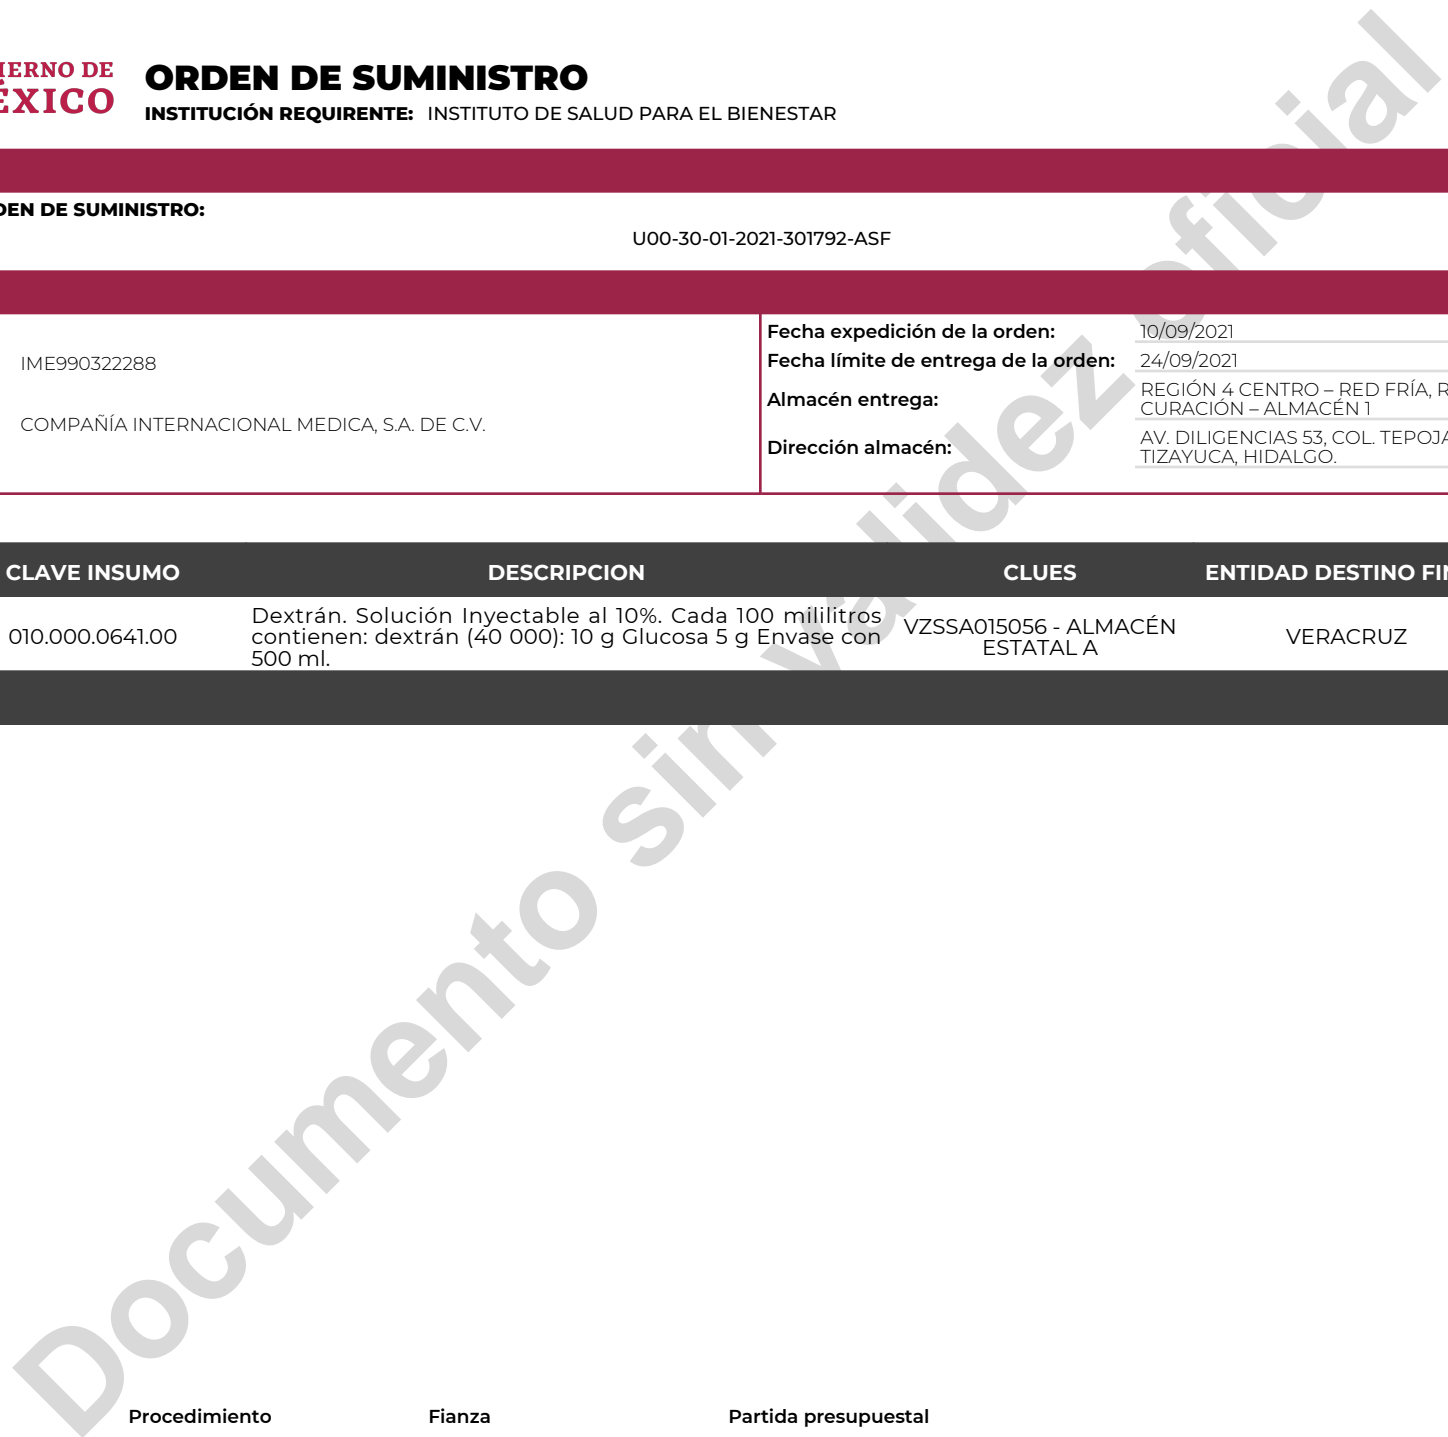 IERNO DE
ÉXICO
ORDEN DE SUMINISTRO
INSTITUCIÓN REQUIRENTE: INSTITUTO DE SALUD PARA EL BIENESTAR
DEN DE SUMINISTRO:
U00-30-01-2021-301792-ASF
IME990322288
COMPAÑÍA INTERNACIONAL MEDICA, S.A. DE C.V.
Fecha expedición de la orden: 10/09/2021
Fecha límite de entrega de la orden: 24/09/2021
Almacén entrega: REGIÓN 4 CENTRO – RED FRÍA, R
CURACIÓN – ALMACÉN 1
Dirección almacén: AV. DILIGENCIAS 53, COL. TEPOJA
TIZAYUCA, HIDALGO.
CLAVE INSUMO DESCRIPCION CLUES ENTIDAD DESTINO FIN
010.000.0641.00
Dextrán. Solución Inyectable al 10%. Cada 100 mililitros
contienen: dextrán (40 000): 10 g Glucosa 5 g Envase con
500 ml.
VZSSA015056 - ALMACÉN
ESTATAL A
VERACRUZ
Documento sin validez oficial
Procedimiento Fianza Partida presupuestal